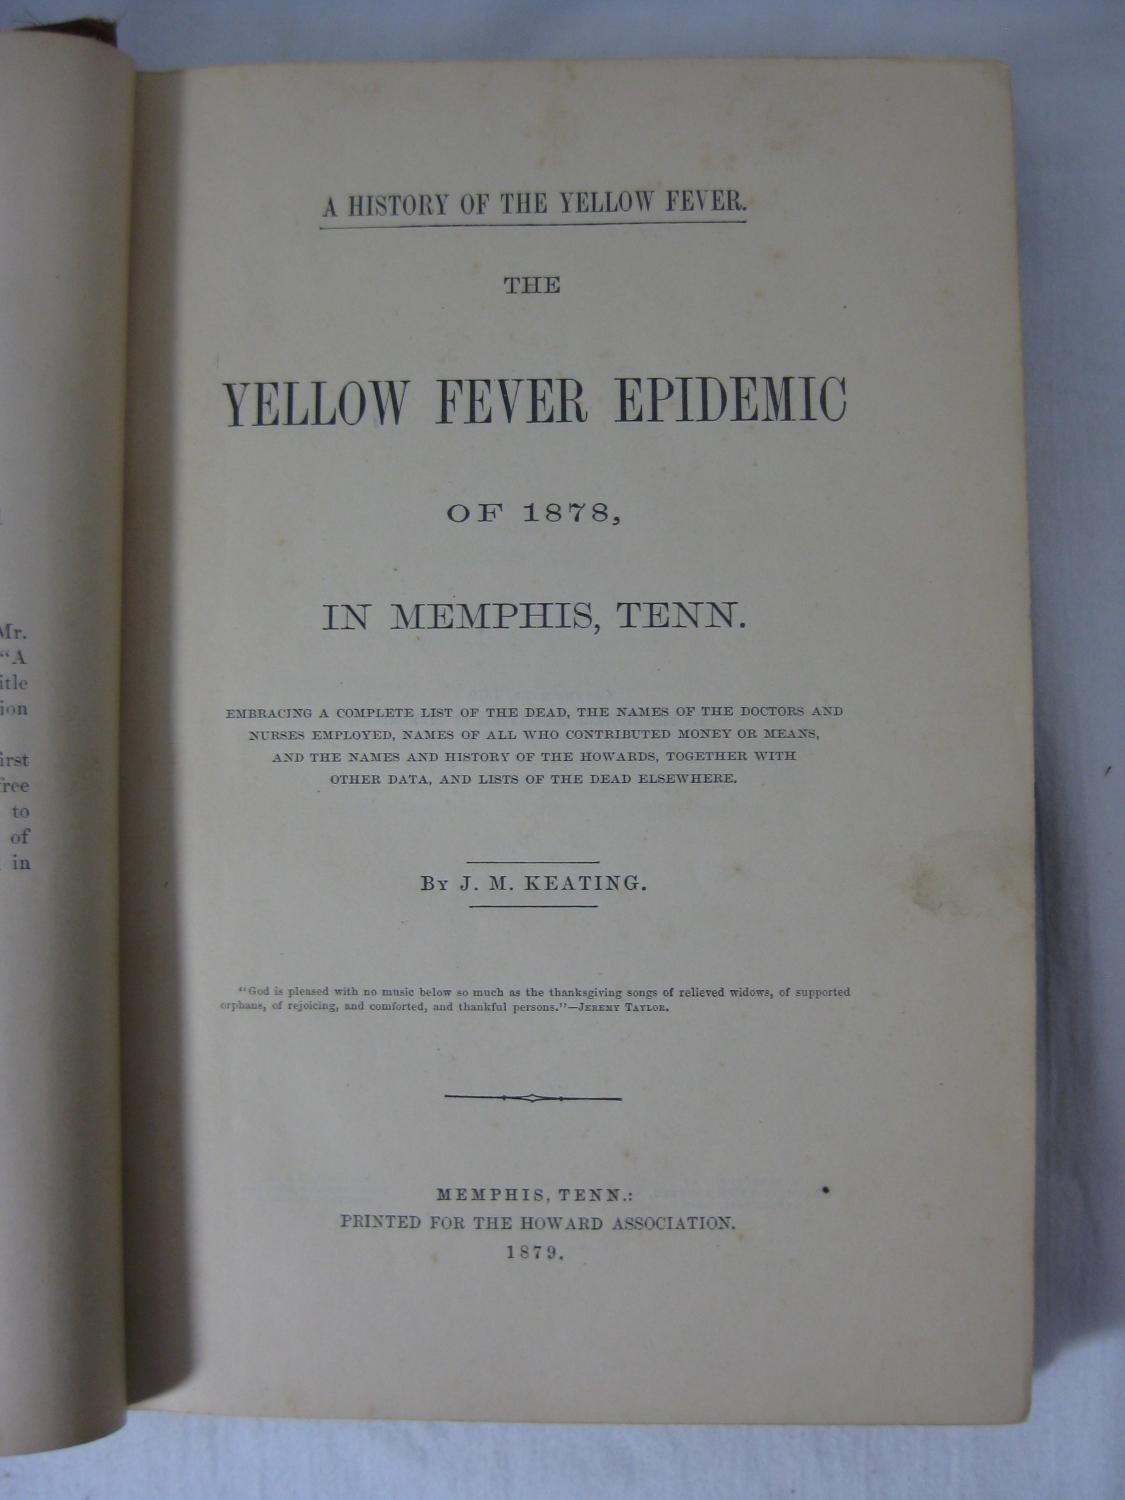 Mr.
"A
itle
ion
irst
free
to
of
in
A HISTORY OF THE YELLOW FEVER.
THE
YELLOW FEVER EPIDEMIC
OF 1878,
IN MEMPHIS, TENN.
EMBRACING A COMPLETE LIST OF THE DEAD, THE NAMES OF THE DOCTORS AND
NURSES EMPLOYED, NAMES OF ALL WHO CONTRIBUTED MONEY OR MEANS,
AND THE NAMES AND HISTORY OF THE HOWARDS, TOGETHER WITH
OTHER DATA, AND LISTS OF THE DEAD ELSEWHERE.
BY J. M. KEATING.
"God is pleased with no music below so much as the thanksgiving songs of relieved widows, of supported
orphans, of rejoicing, and comforted, and thankful persons."—JEREMY TAYLOR.
MEMPHIS, TENN.:
PRINTED FOR THE HOWARD ASSOCIATION.
1879.